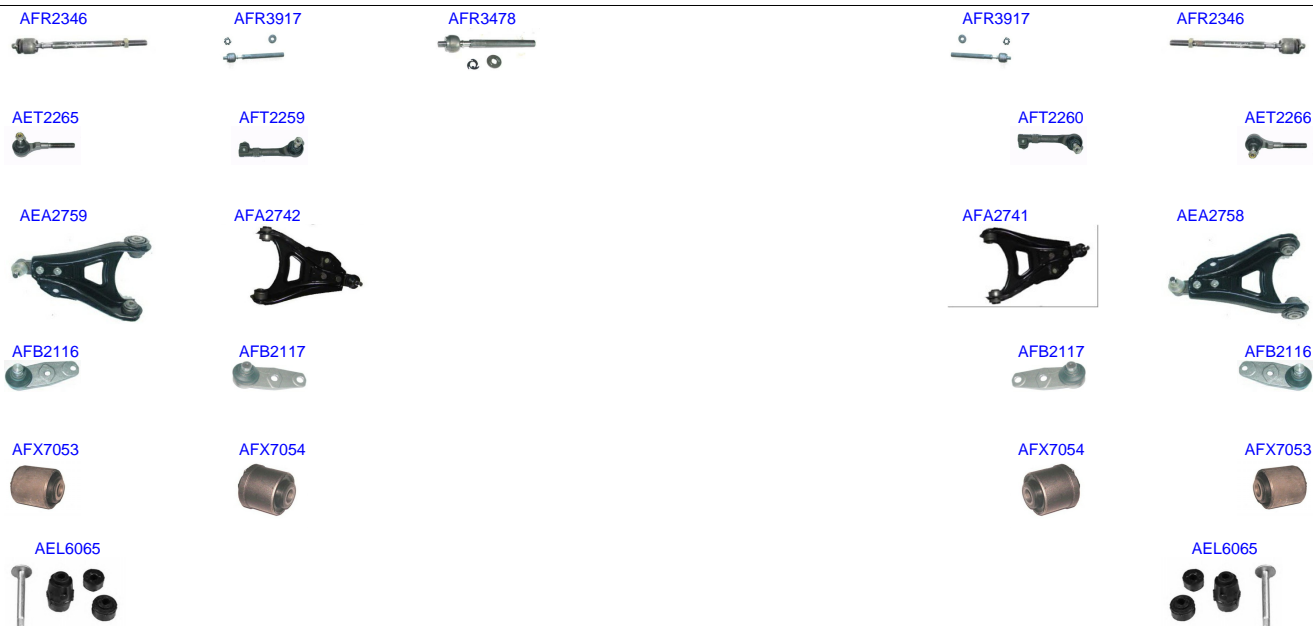 AFR2346 AFR3917 AFR3478 AFR3917 AFR2346
AET2265 AFT2259 AFT2260 AET2266
AEA2759 AFA2742 AFA2741 AEA2758
AFB2116 AFB2117 AFB2117 AFB2116
AFX7053 AFX7054 AFX7054 AFX7053
AEL6065 AEL6065